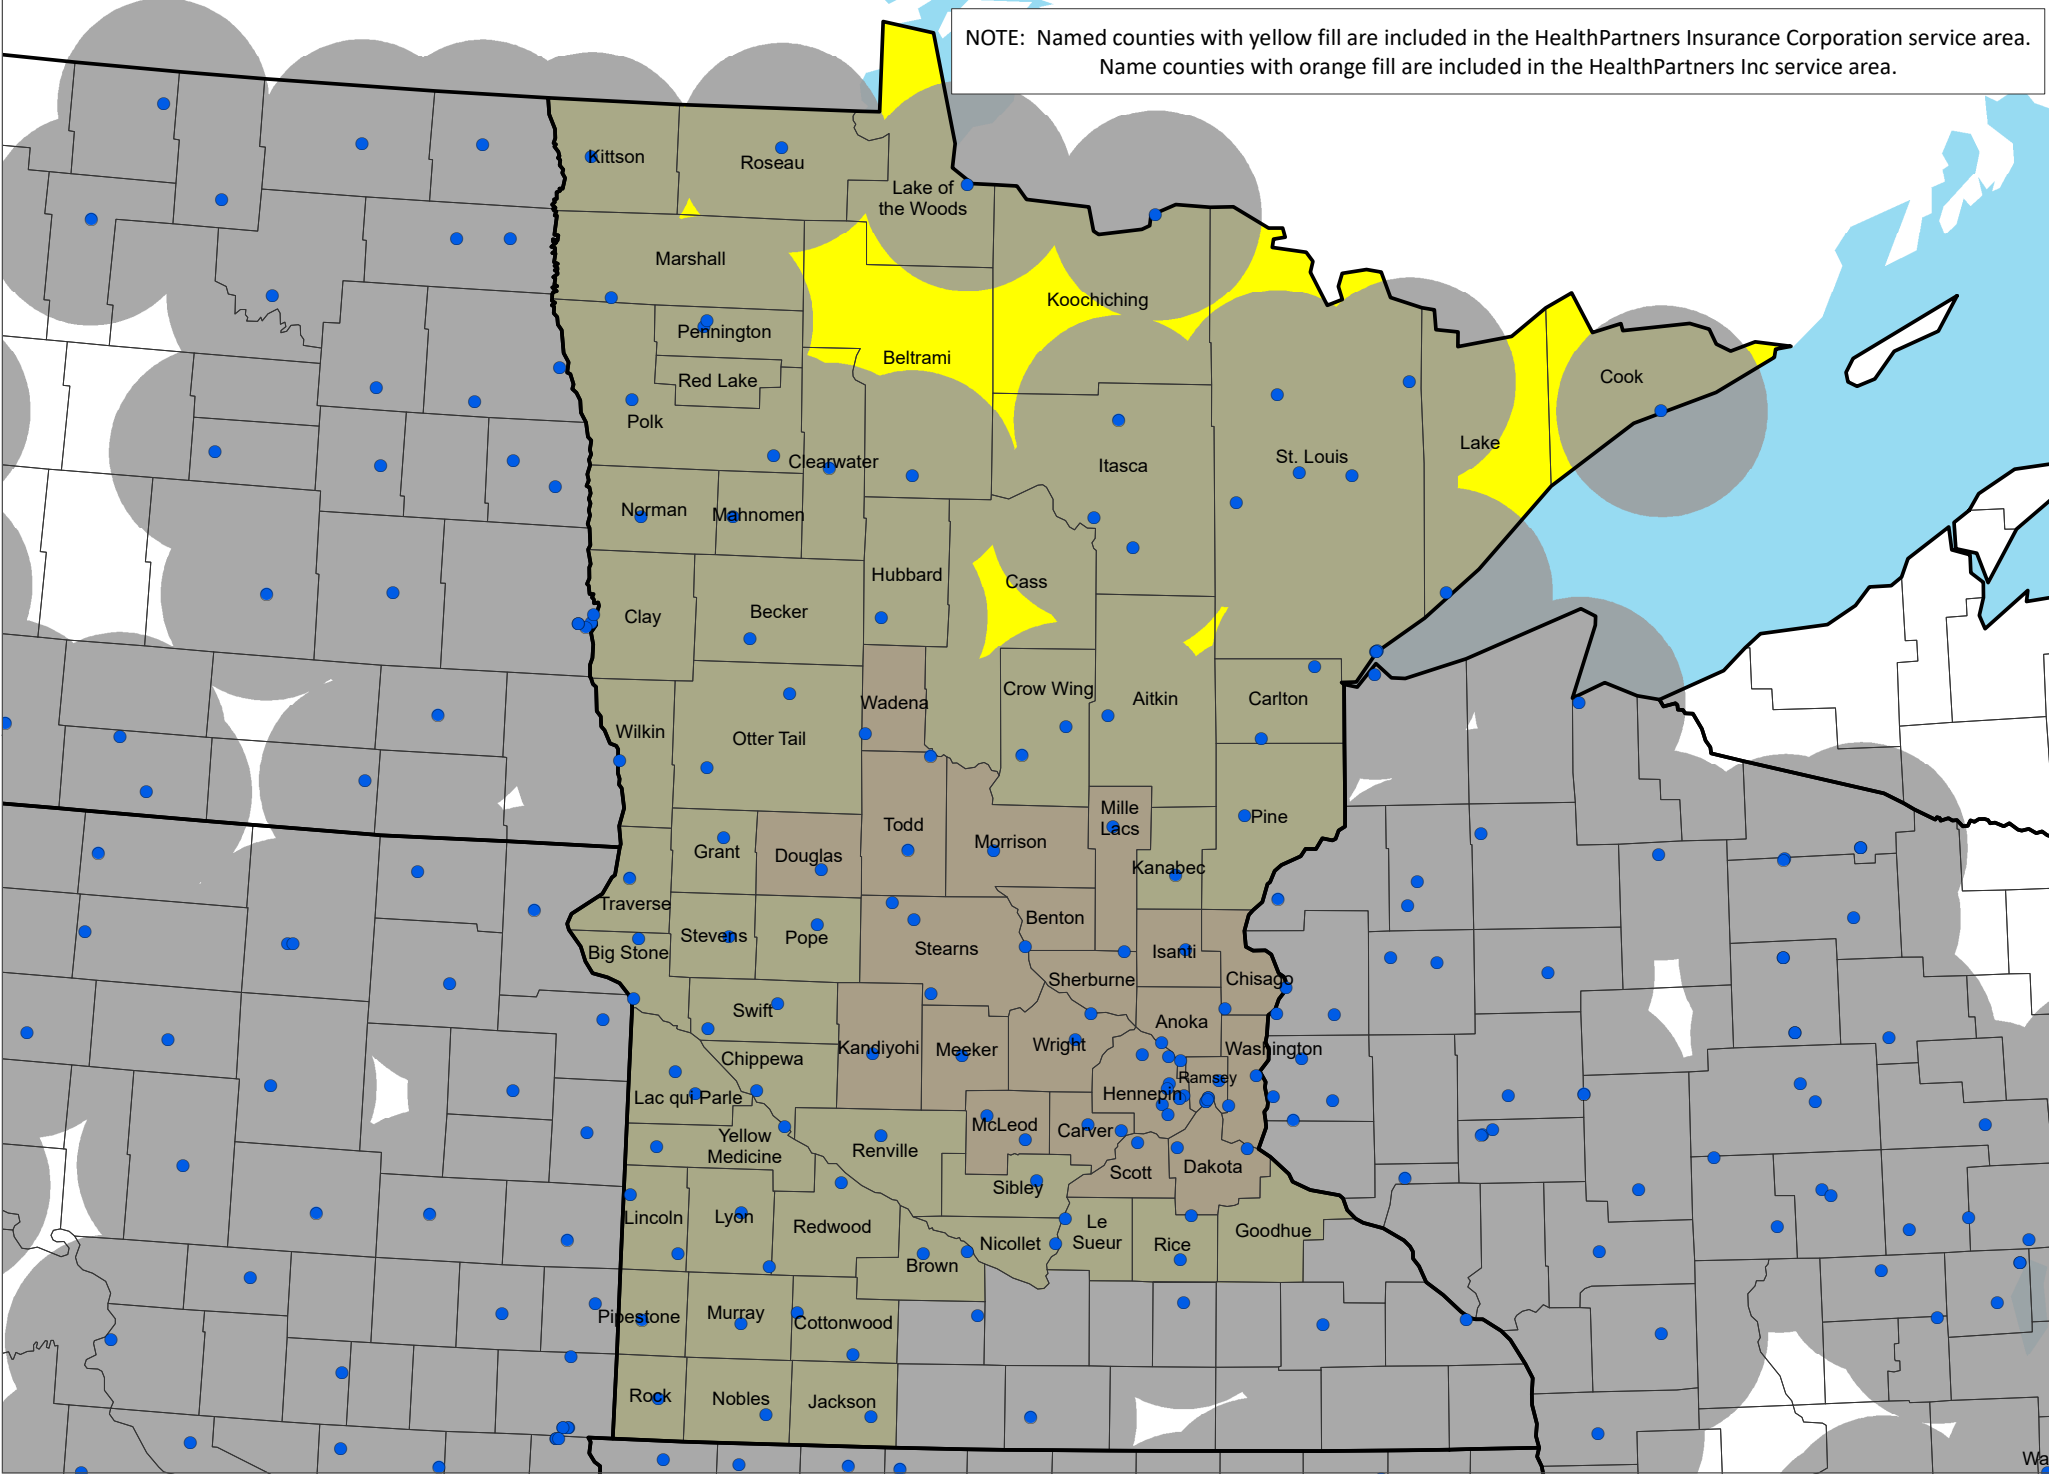 NOTE: Named counties with yellow fill are included in the HealthPartners Insurance Corporation service area.
Name counties with orange fill are included in the HealthPartners Inc service area.
Kittson
Roseau
Lake of
the Woods
Marshall
Koochiching
Pennington
Beltrami
Red Lake
Cook
Polk
Lake
Clearwater
Itasca
St. Louis
Norman
Mahnomen
Hubbard
Cass
Clay
Becker
Crow Wing
Aitkin
Carlton
Wadena
Wilkin
Otter Tail
Mille
Lacs
Pine
Todd
Morrison
Grant
Douglas
Kanabec
Traverse
Benton
Stevens
Pope
Big Stone
Stearns
Isanti
Sherburne
Chisago
Swift
Anoka
Kandiyohi
Meeker
Wright
Washington
Chippewa
Ramsey
Lac qui Parle
Hennepin
McLeod
Carver
Yellow
Medicine
Renville
Scott
Dakota
Sibley
Lincoln
Lyon
Redwood
Le
Sueur
Goodhue
Nicollet
Rice
Brown
Pipestone
Murray
Cottonwood
Rock
Nobles
Jackson
Wa